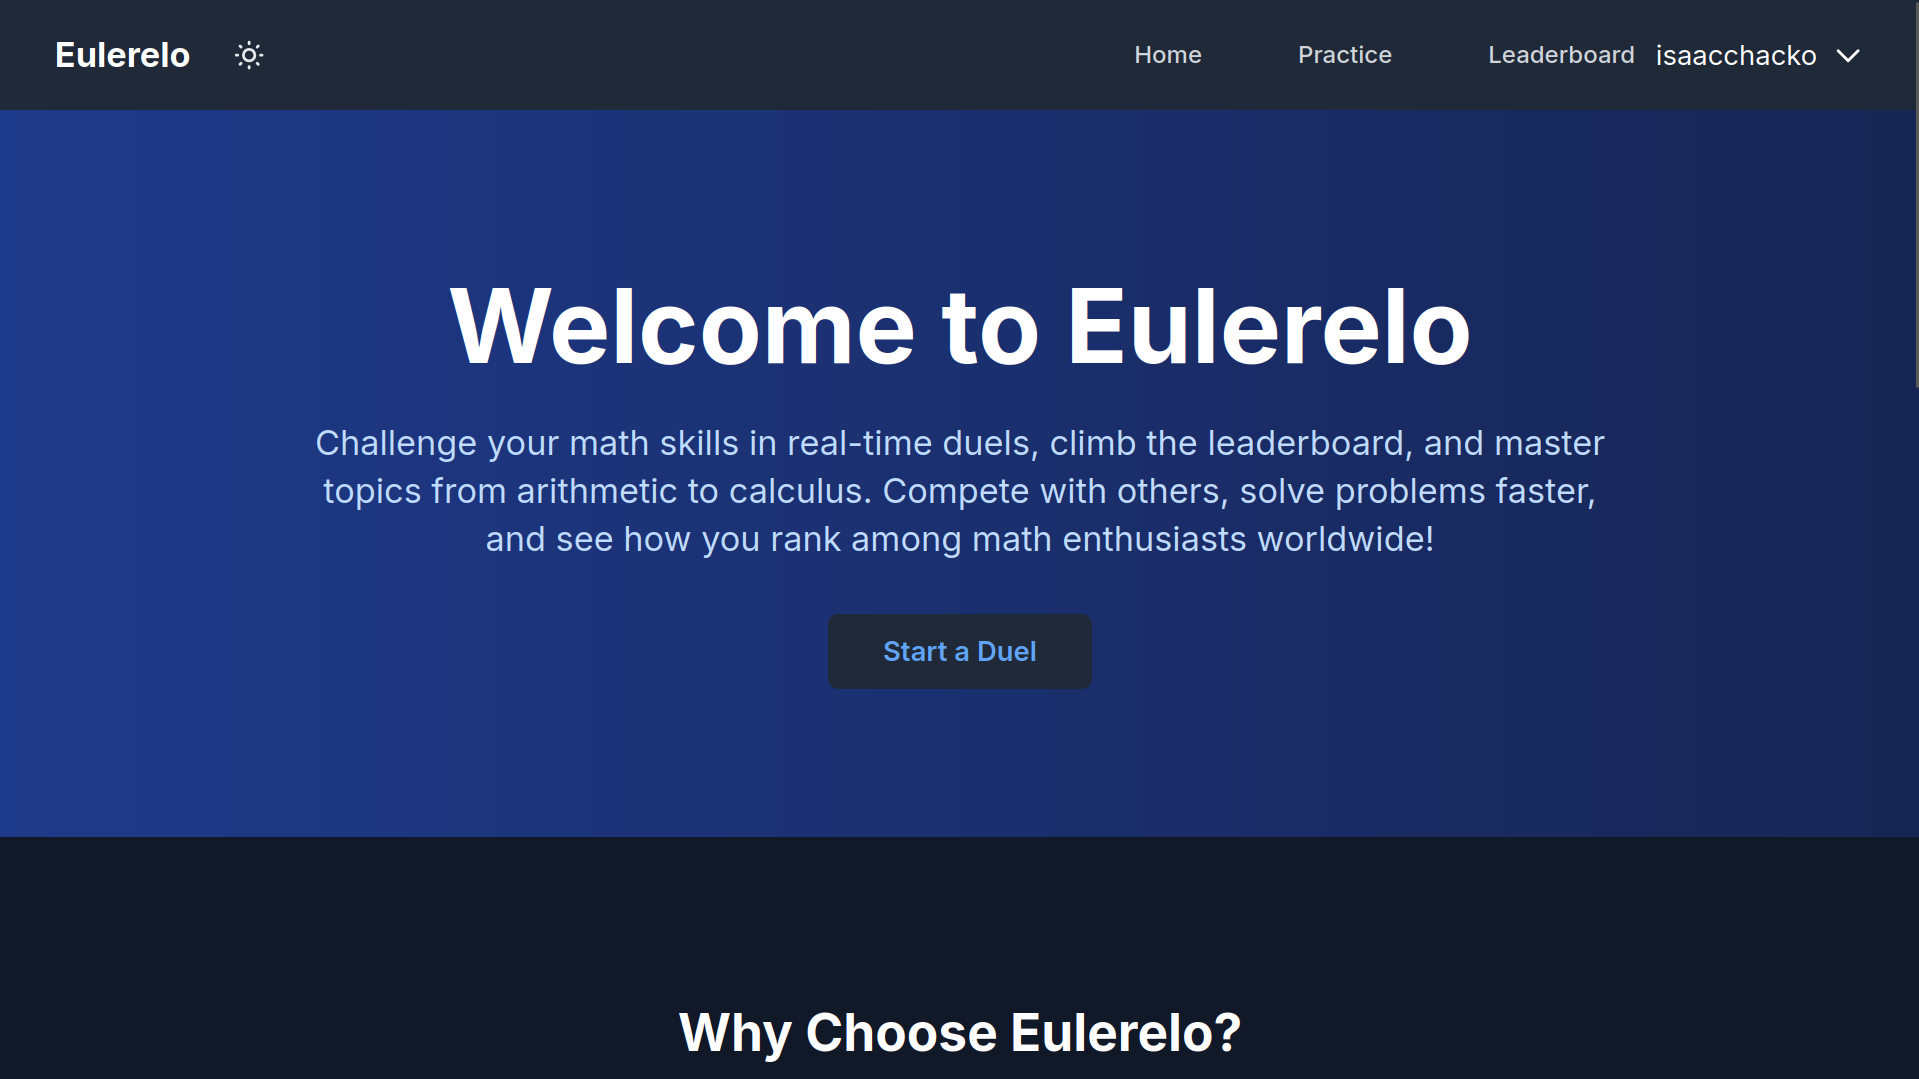 Eulerelo
Home Practice Leaderboard isaacchacko
Welcome to Eulerelo
Challenge your math skills in real-time duels, climb the leaderboard, and master
topics from arithmetic to calculus. Compete with others, solve problems faster,
and see how you rank among math enthusiasts worldwide!
Start a Duel
Why Choose Eulerelo?